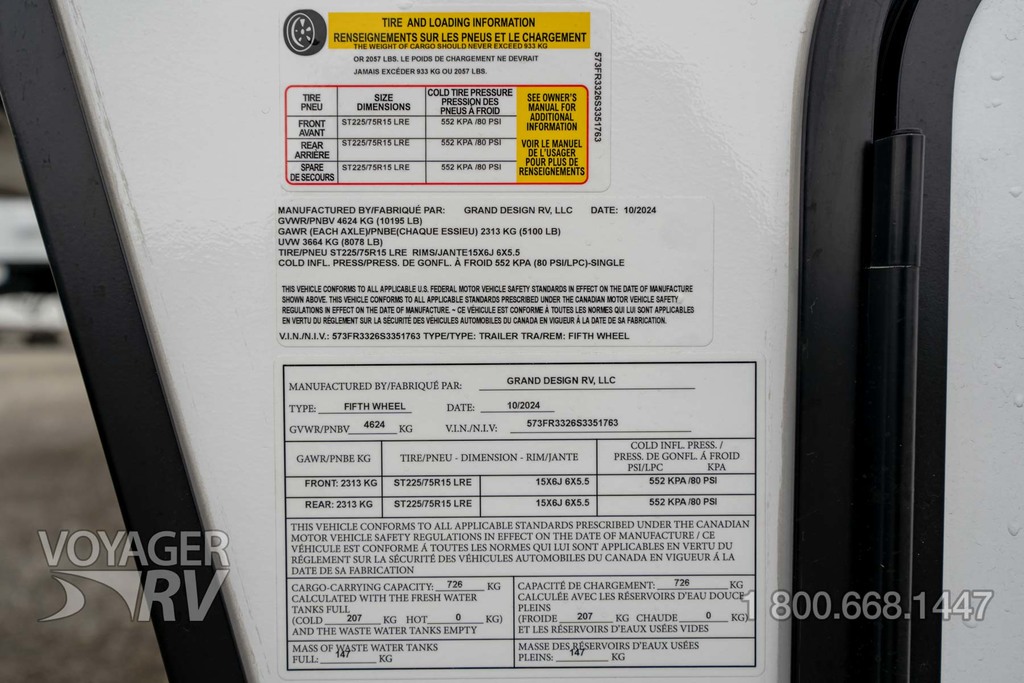 TIRE AND LOADING INFORMATION
RENSEIGNEMENTS SUR LES PNEUS ET LE CHARGEMENT
THE WEIGHT OF CARGO SHOULD NEVER EXCEED 933 KG
OR 2057 LBS. LE POIDS DE CHARGEMENT NE DEVRAIT
JAMAIS EXCÉDER 933 KG OU 2057 LBS.
TIRE PNEU SIZE DIMENSIONS COLD TIRE PRESSURE PRESSION DES PNEUS À FROID
FRONT AVANT ST225/75R15 LRE 552 KPA /80 PSI
REAR ARRIÈRE ST225/75R15 LRE 552 KPA /80 PSI
SPARE DE SECOURS ST225/75R15 LRE 552 KPA /80 PSI
SEE OWNER'S
MANUAL FOR
ADDITIONAL
INFORMATION
VOIR LE MANUEL
DE L'USAGER
POUR PLUS DE
RENSEIGNEMENTS
573FR3326S3351763
MANUFACTURED BY/FABRIQUÉ PAR: GRAND DESIGN RV, LLC DATE: 10/2024
GVWR/PNBV 4624 KG (10195 LB)
GAWR (EACH AXLE)/PNBE(CHAQUE ESSIEU) 2313 KG (5100 LB)
UVW 3664 KG (8078 LB)
TIRE/PNEU ST225/75R15 LRE RIMS/JANTE15X6J 6X5.5
COLD INFL. PRESS/PRESS. DE GONFL. À FROID 552 KPA (80 PSI/LPC)-SINGLE
THIS VEHICLE CONFORMS TO ALL APPLICABLE U.S. FEDERAL MOTOR VEHICLE SAFETY STANDARDS IN EFFECT ON THE DATE OF MANUFACTURE
SHOWN ABOVE. THIS VEHICLE CONFORMS TO ALL APPLICABLE STANDARDS PRESCRIBED UNDER THE CANADIAN MOTOR VEHICLE SAFETY
REGULATIONS IN EFFECT ON THE DATE OF MANUFACTURE. ~ CE VÉHICULE EST CONFORME À TOUTES LES NORMES QUI LUI SONT APPLICABLES
EN VERTU DU RÉGLEMENT SUR LA SÉCURITÉ DES VÉHICULES AUTOMOBILES DU CANADA EN VIGUEUR À LA DATE DE SA FABRICATION.
V.I.N./N.I.V.: 573FR3326S3351763 TYPE/TYPE: TRAILER TRA/REM: FIFTH WHEEL
MANUFACTURED BY/FABRIQUÉ PAR: GRAND DESIGN RV, LLC
TYPE: FIFTH WHEEL DATE: 10/2024
GVWR/PNBV 4624 KG V.I.N./N.I.V: 573FR3326S3351763
GAWR/PNBE KG TIRE/PNEU - DIMENSION - RIM/JANTE COLD INFL. PRESS. / PRESS. DE GONFL. À FROID PSI/LPC KPA
FRONT: 2313 KG ST225/75R15 LRE 15X6J 6X5.5 552 KPA /80 PSI
REAR: 2313 KG ST225/75R15 LRE 15X6J 6X5.5 552 KPA /80 PSI
THIS VEHICLE CONFORMS TO ALL APPLICABLE STANDARDS PRESCRIBED UNDER THE CANADIAN
MOTOR VEHICLE SAFETY REGULATIONS IN EFFECT ON THE DATE OF MANUFACTURE / CE
VÉHICULE EST CONFORME Á TOUTES LES NORMES QUI LUI SONT APPLICABLES EN VERTU DU
RÉGLEMENT SUR LA SÉCURITÉ DES VÉHICULES AUTOMOBILES DU CANADA EN VIGUEUR Á LA
DATE DE SA FABRICATION
CARGO-CARRYING CAPACITY: 726 KG
CALCULATED WITH THE FRESH WATER
TANKS FULL
(COLD 207 KG HOT 0 KG)
AND THE WASTE WATER TANKS EMPTY
CAPACITÉ DE CHARGEMENT: 726 KG
CALCULÉE AVEC LES RÉSERVOIRS D'EAU DOUCE
PLEINS
(FROIDE 207 KG CHAUDE 0 KG)
ET LES RÉSERVOIRS D'EAU USÉES VIDES
MASS OF WASTE WATER TANKS
FULL: 147 KG
MASSE DES RÉSERVOIRS D'EAU USÉES
PLEINS: 147 KG
VOYAGER
RV
1 800.668.1447